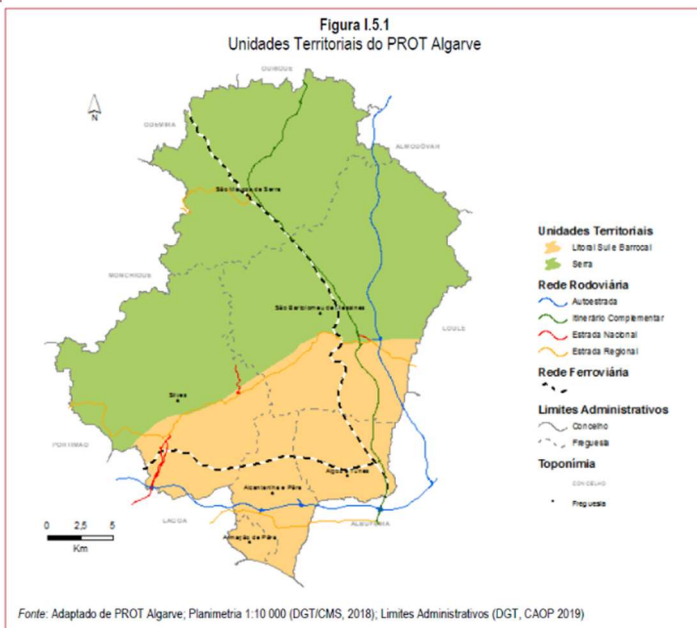 Figura I.5.1
Unidades Territoriais do PROT Algarve
OURIQUE
N
ODEMIRA
ALMODÔVAR
São Marcos da Serra
MONCHIQUE
São Bartolomeu de Messines
LOULÉ
Silves
PORTIMÃO
Algoz e Tunes
Alcantarilha e Pêra
LAGOA
ALBUFEIRA
Armação de Pêra
0 2,5 5
Km
Unidades Territoriais
Litoral Sul e Barrocal
Serra
Rede Rodoviária
Autoestrada
Itinerário Complementar
Estrada Nacional
Estrada Regional
Rede Ferroviária
Limites Administrativos
Concelho
Freguesia
Toponímia
CONCELHO
Freguesia
Fonte: Adaptado de PROT Algarve; Planimetria 1:10 000 (DGT/CMS, 2018); Limites Administrativos (DGT, CAOP 2019)